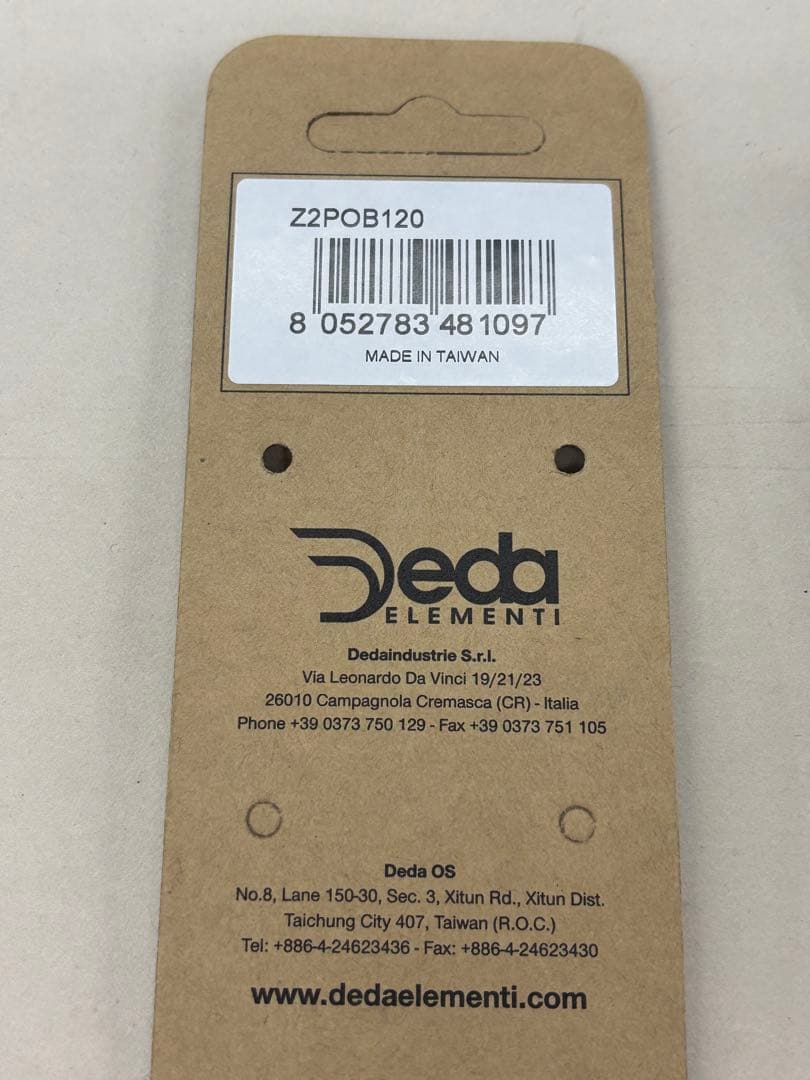 Z2POB120
8 052783 481097
MADE IN TAIWAN
Deda
ELEMENTI
Dedaindustrie S.r.l.
Via Leonardo Da Vinci 19/21/23
26010 Campagnola Cremasca (CR) - Italia
Phone +39 0373 750 129 - Fax +39 0373 751 105
Deda OS
No.8, Lane 150-30, Sec. 3, Xitun Rd., Xitun Dist.
Taichung City 407, Taiwan (R.O.C.)
Tel: +886-4-24623436 - Fax: +886-4-24623430
www.dedaelementi.com